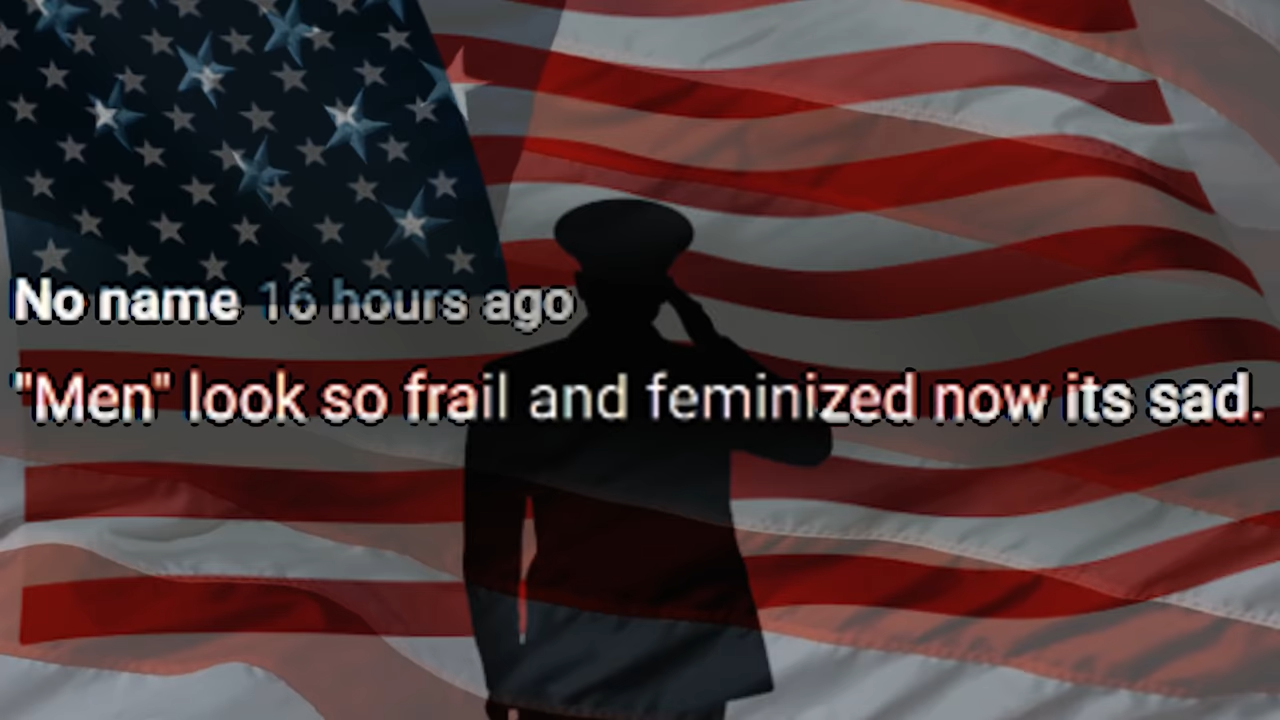 No name 16 hours ago
"Men" look so frail and feminized now its sad.